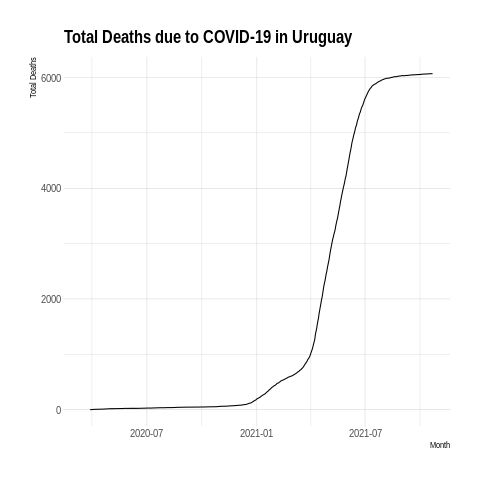 Total Deaths due to COVID-19 in Uruguay
Total Deaths
6000
4000
2000
0
2020-07
2021-01
2021-07
Month